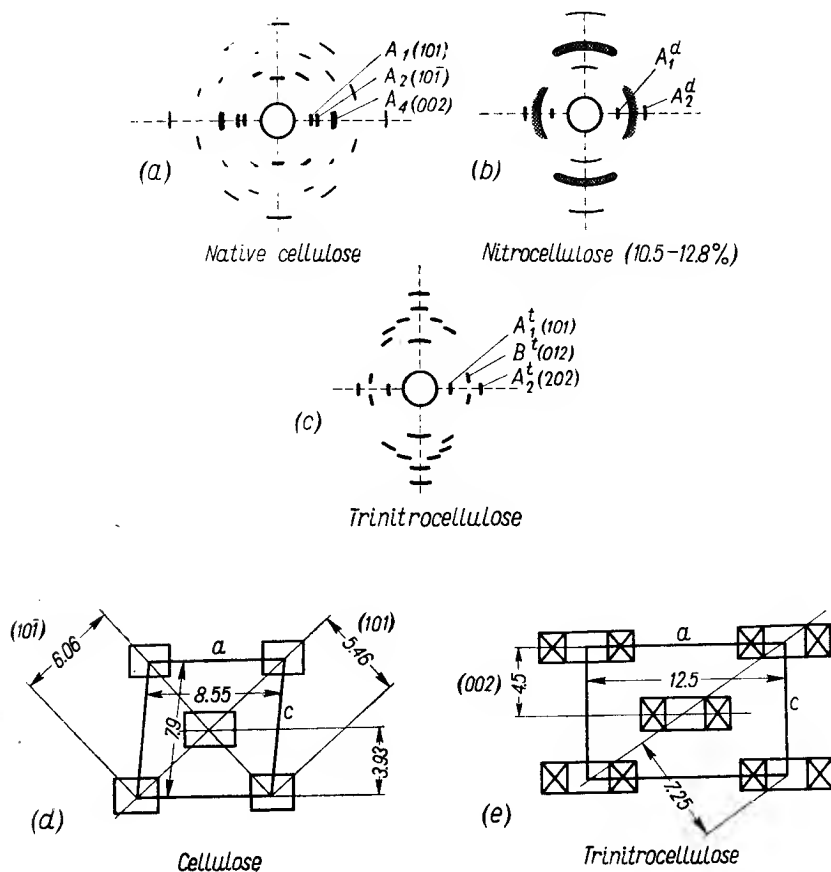 A₁(101)
A₂(101̄)
A₄(002)
(a)
Native cellulose
A₁ᵈ
A₂ᵈ
(b)
Nitrocellulose (10.5–12.8%)
A₁ᵗ(101)
Bᵗ(012)
A₂ᵗ(202)
(c)
Trinitrocellulose
(101̄)
6.06
a
(101)
5.46
8.55
7.9
c
3.93
(d)
Cellulose
(002)
4.5
a
12.5
c
7.25
(e)
Trinitrocellulose